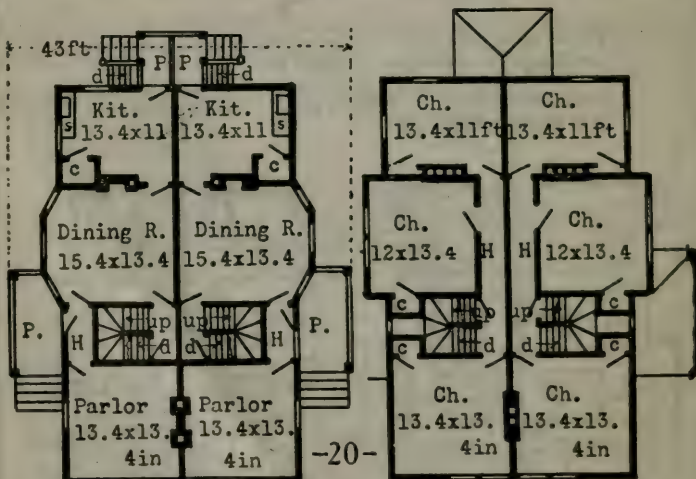 43ft P P
d d
Kit. Kit.
13.4x11 13.4x11
s s
c c
Dining R. Dining R.
15.4x13.4 15.4x13.4
P. up up P.
H d d H
Parlor Parlor
13.4x13. 13.4x13.
4in 4in
-20-
Ch. Ch.
13.4x11ft 13.4x11ft
Ch. Ch.
12x13.4 H H 12x13.4
c c
up up
c d d c
Ch. Ch.
13.4x13. 13.4x13.
4in 4in